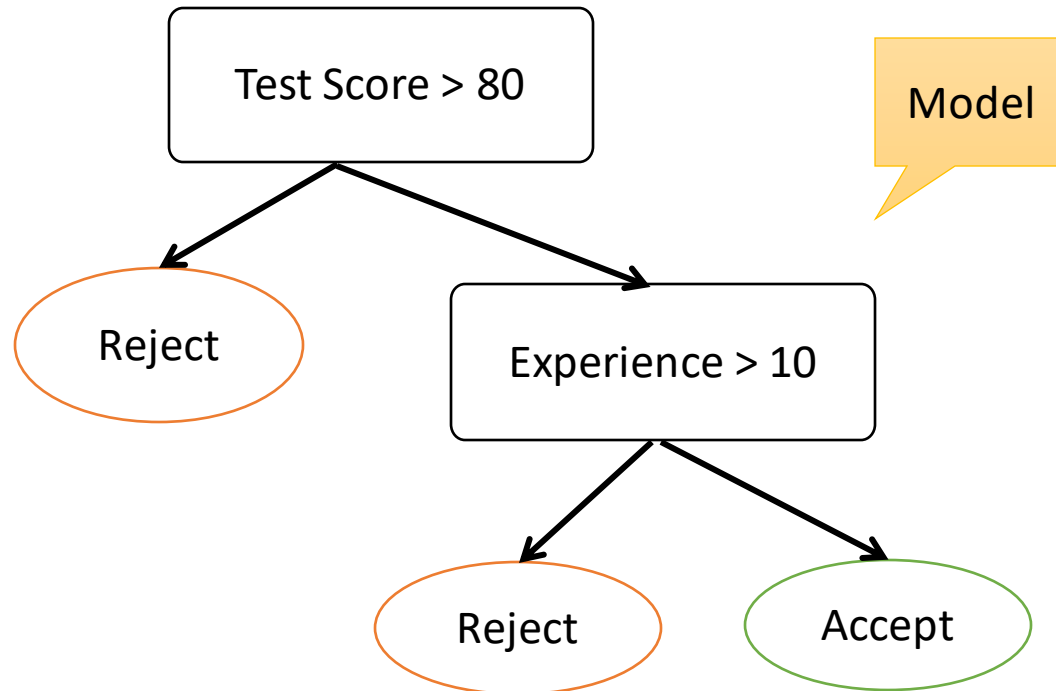 Test Score > 80
Model
Reject
Experience > 10
Reject
Accept